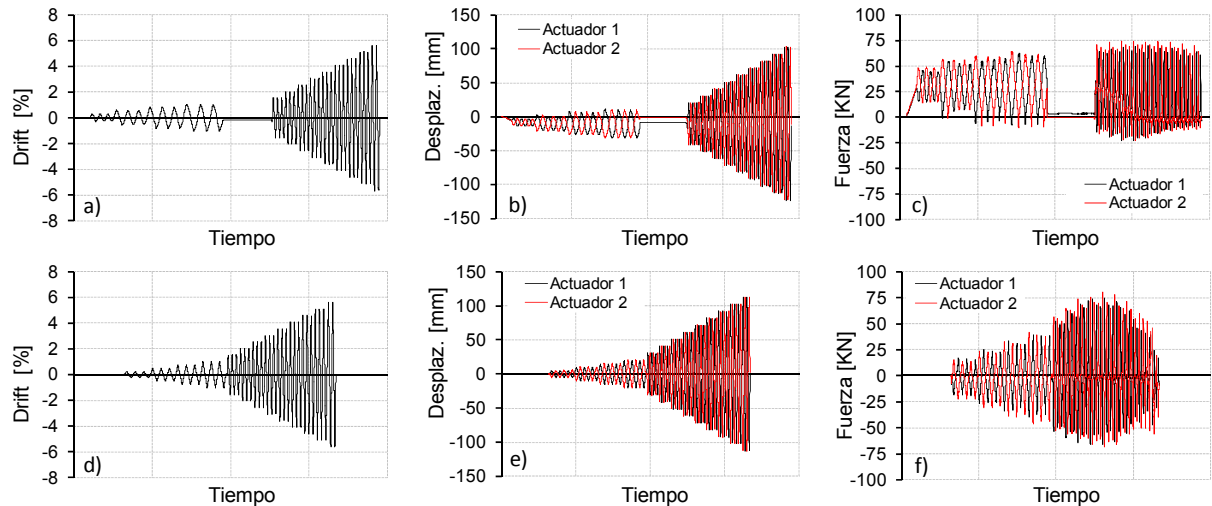 8
6
4
2
0
-2
-4
-6
-8
Drift [%]
a)
Tiempo
150
100
50
0
-50
-100
-150
Desplaz. [mm]
Actuador 1
Actuador 2
b)
Tiempo
100
75
50
25
0
-25
-50
-75
-100
Fuerza [KN]
Actuador 1
Actuador 2
c)
Tiempo
8
6
4
2
0
-2
-4
-6
-8
Drift [%]
d)
Tiempo
150
100
50
0
-50
-100
-150
Desplaz. [mm]
Actuador 1
Actuador 2
e)
Tiempo
100
75
50
25
0
-25
-50
-75
-100
Fuerza [KN]
Actuador 1
Actuador 2
f)
Tiempo